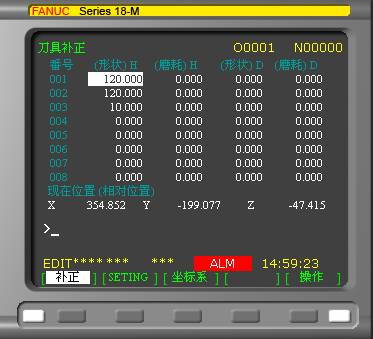 FANUC Series 18-M
刀具补正 O0001 N00000
番号 (形状) H (磨耗) H (形状) D (磨耗) D
001 120.000 0.000 0.000 0.000
002 120.000 0.000 0.000 0.000
003 10.000 0.000 0.000 0.000
004 0.000 0.000 0.000 0.000
005 0.000 0.000 0.000 0.000
006 0.000 0.000 0.000 0.000
007 0.000 0.000 0.000 0.000
008 0.000 0.000 0.000 0.000
现在位置 (相对位置)
X 354.852 Y -199.077 Z -47.415
>_
EDIT******* *** ALM 14:59:23
[ 补正 ] [SETING ] [ 坐标系 ] [ ] [ 操作 ]